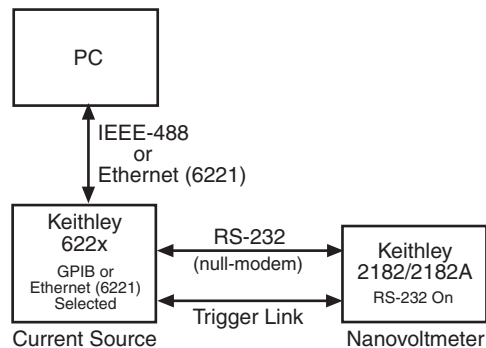 PC
IEEE-488
or
Ethernet (6221)
Keithley
622x
GPIB or
Ethernet (6221)
Selected
Current Source
RS-232
(null-modem)
Trigger Link
Keithley
2182/2182A
RS-232 On
Nanovoltmeter